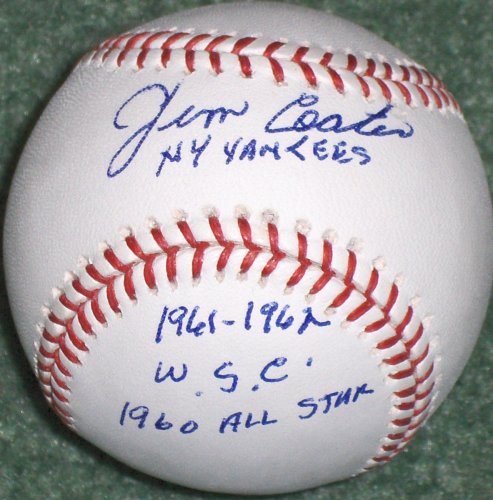 Jim Coates
NY YANKEES
1961-1962
W.S.C.
1960 ALL STAR